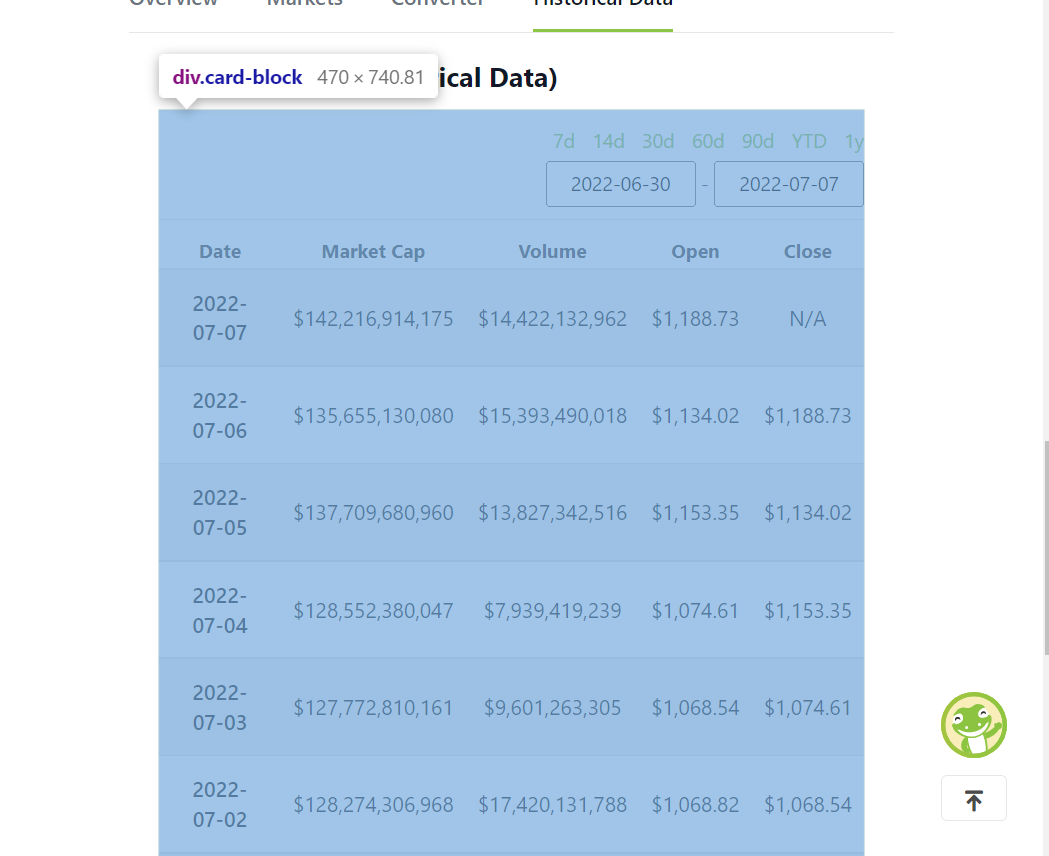 Overview Markets Converter Historical Data
div.card-block 470 × 740.81
ical Data)
7d 14d 30d 60d 90d YTD 1y
2022-06-30 - 2022-07-07
Date Market Cap Volume Open Close
2022-
07-07 $142,216,914,175 $14,422,132,962 $1,188.73 N/A
2022-
07-06 $135,655,130,080 $15,393,490,018 $1,134.02 $1,188.73
2022-
07-05 $137,709,680,960 $13,827,342,516 $1,153.35 $1,134.02
2022-
07-04 $128,552,380,047 $7,939,419,239 $1,074.61 $1,153.35
2022-
07-03 $127,772,810,161 $9,601,263,305 $1,068.54 $1,074.61
2022-
07-02 $128,274,306,968 $17,420,131,788 $1,068.82 $1,068.54